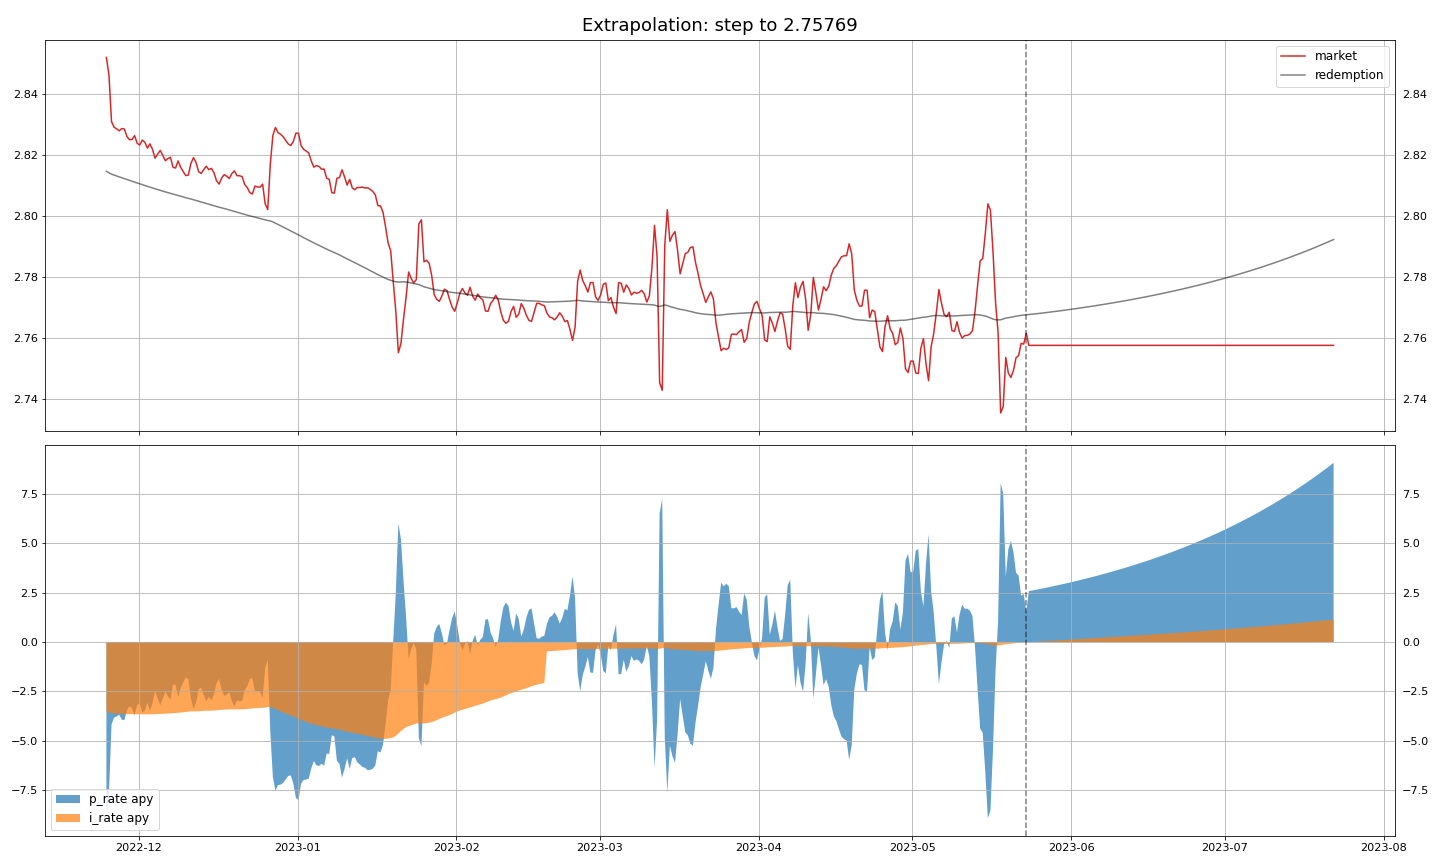 Extrapolation: step to 2.75769
market
redemption
2.84 2.84
2.82 2.82
2.80 2.80
2.78 2.78
2.76 2.76
2.74 2.74
7.5 7.5
5.0 5.0
2.5 2.5
0.0 0.0
−2.5 −2.5
−5.0 −5.0
−7.5 −7.5
p_rate apy
i_rate apy
2022-12 2023-01 2023-02 2023-03 2023-04 2023-05 2023-06 2023-07 2023-08